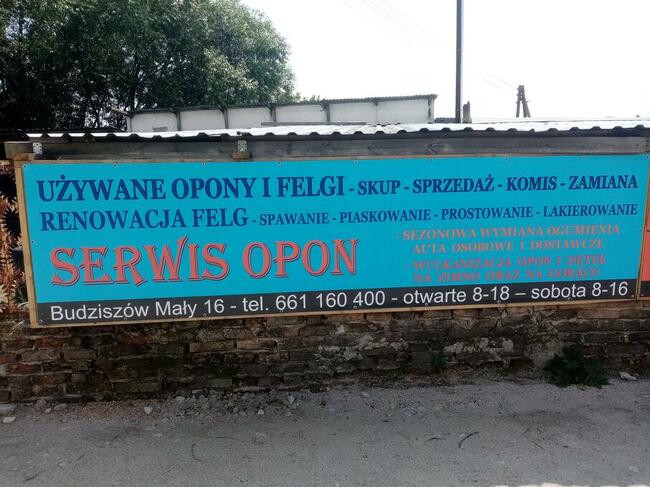 UŻYWANE OPONY I FELGI - SKUP - SPRZEDAŻ - KOMIS - ZAMIANA
RENOWACJA FELG - SPAWANIE - PIASKOWANIE - PROSTOWANIE - LAKIEROWANIE
SERWIS OPON
- SEZONOWA WYMIANA OGUMIENIA
AUTA OSOBOWE I DOSTAWCZE
- WULKANIZACJA OPON I DĘTEK
NA ZIMNO ORAZ NA GORĄCO
Budziszów Mały 16 - tel. 661 160 400 - otwarte 8-18 – sobota 8-16